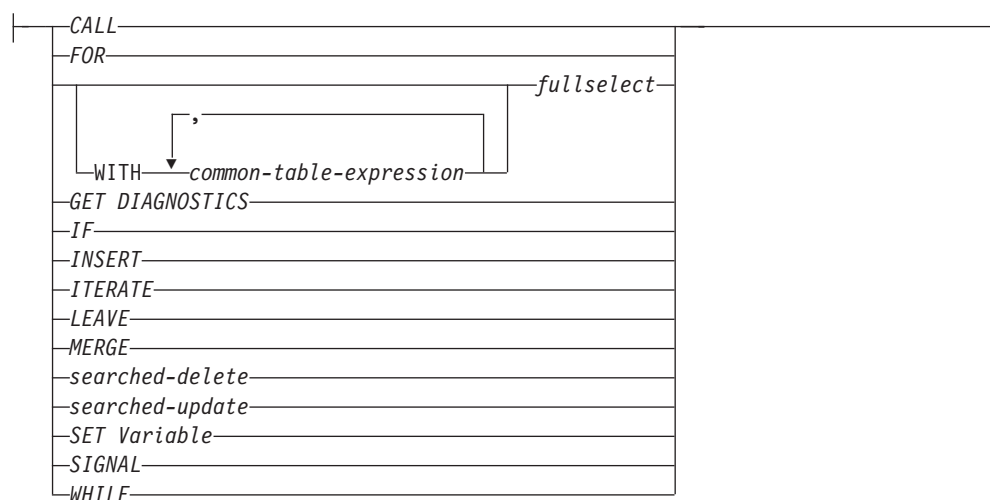 CALL
FOR
fullselect
,
WITH common-table-expression
GET DIAGNOSTICS
IF
INSERT
ITERATE
LEAVE
MERGE
searched-delete
searched-update
SET Variable
SIGNAL
WHILE